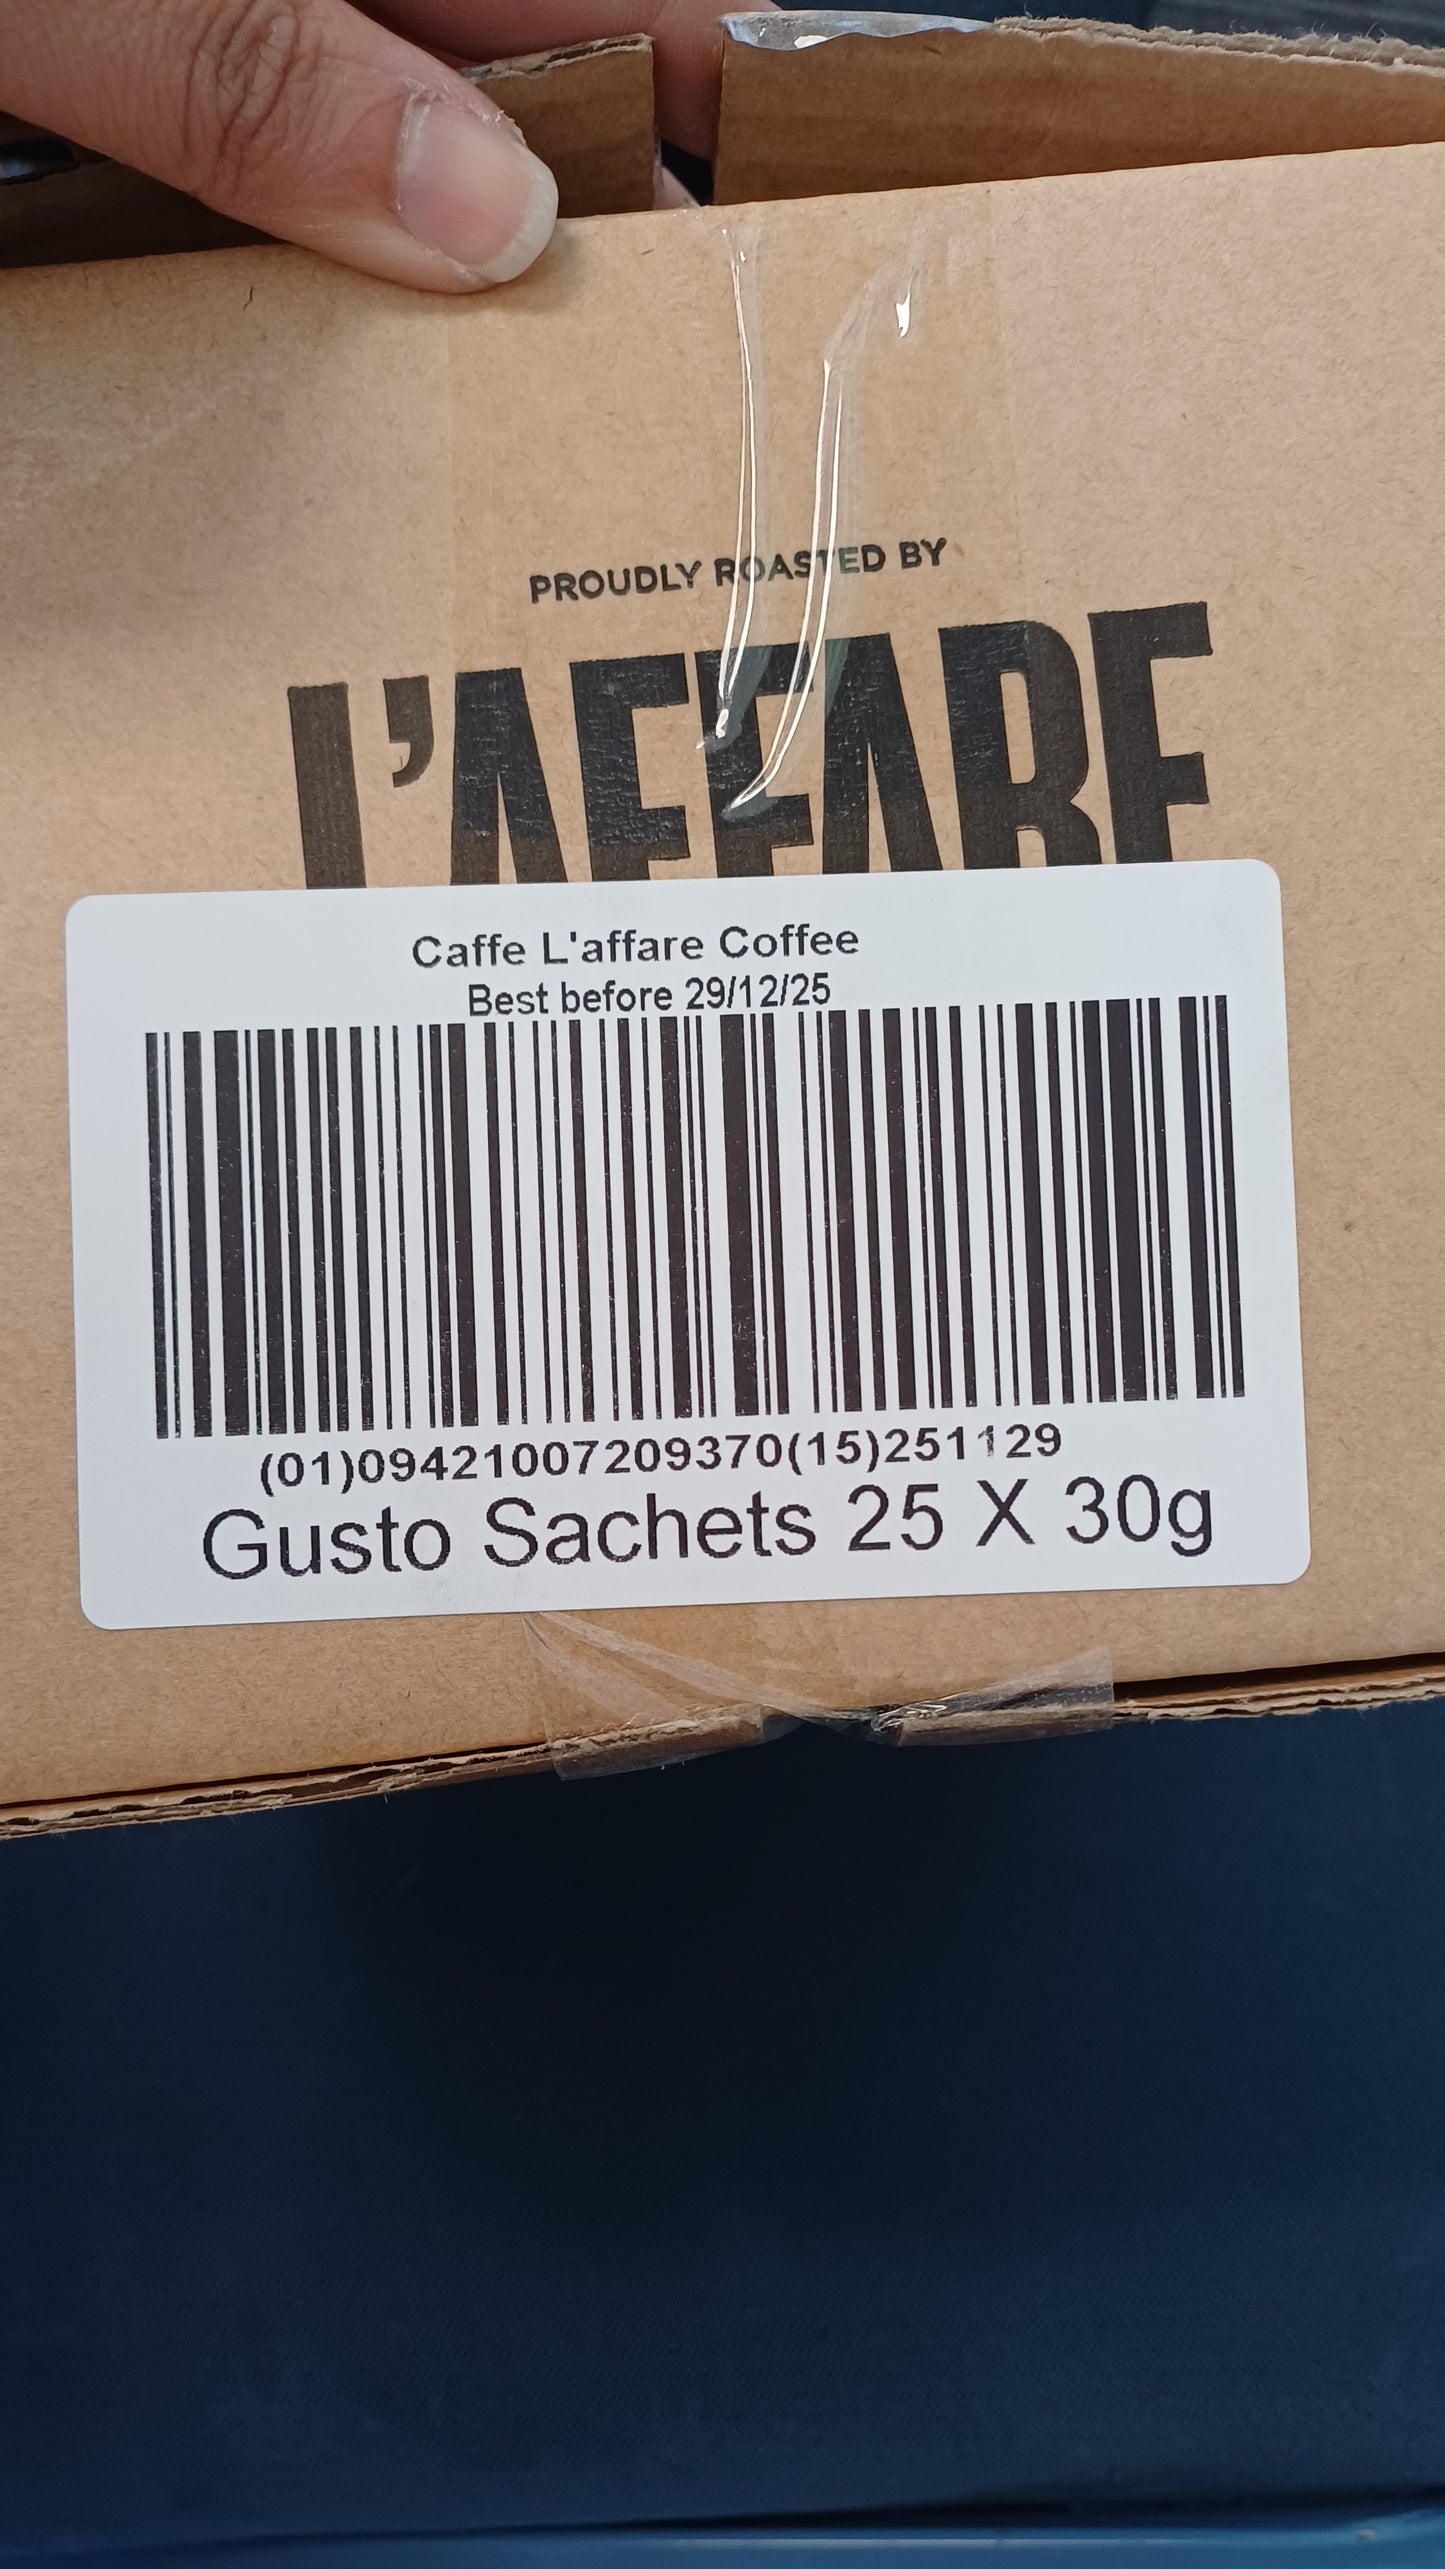 PROUDLY ROASTED BY
L'AFFARE
Caffe L'affare Coffee
Best before 29/12/25
(01)09421007209370(15)251129
Gusto Sachets 25 X 30g